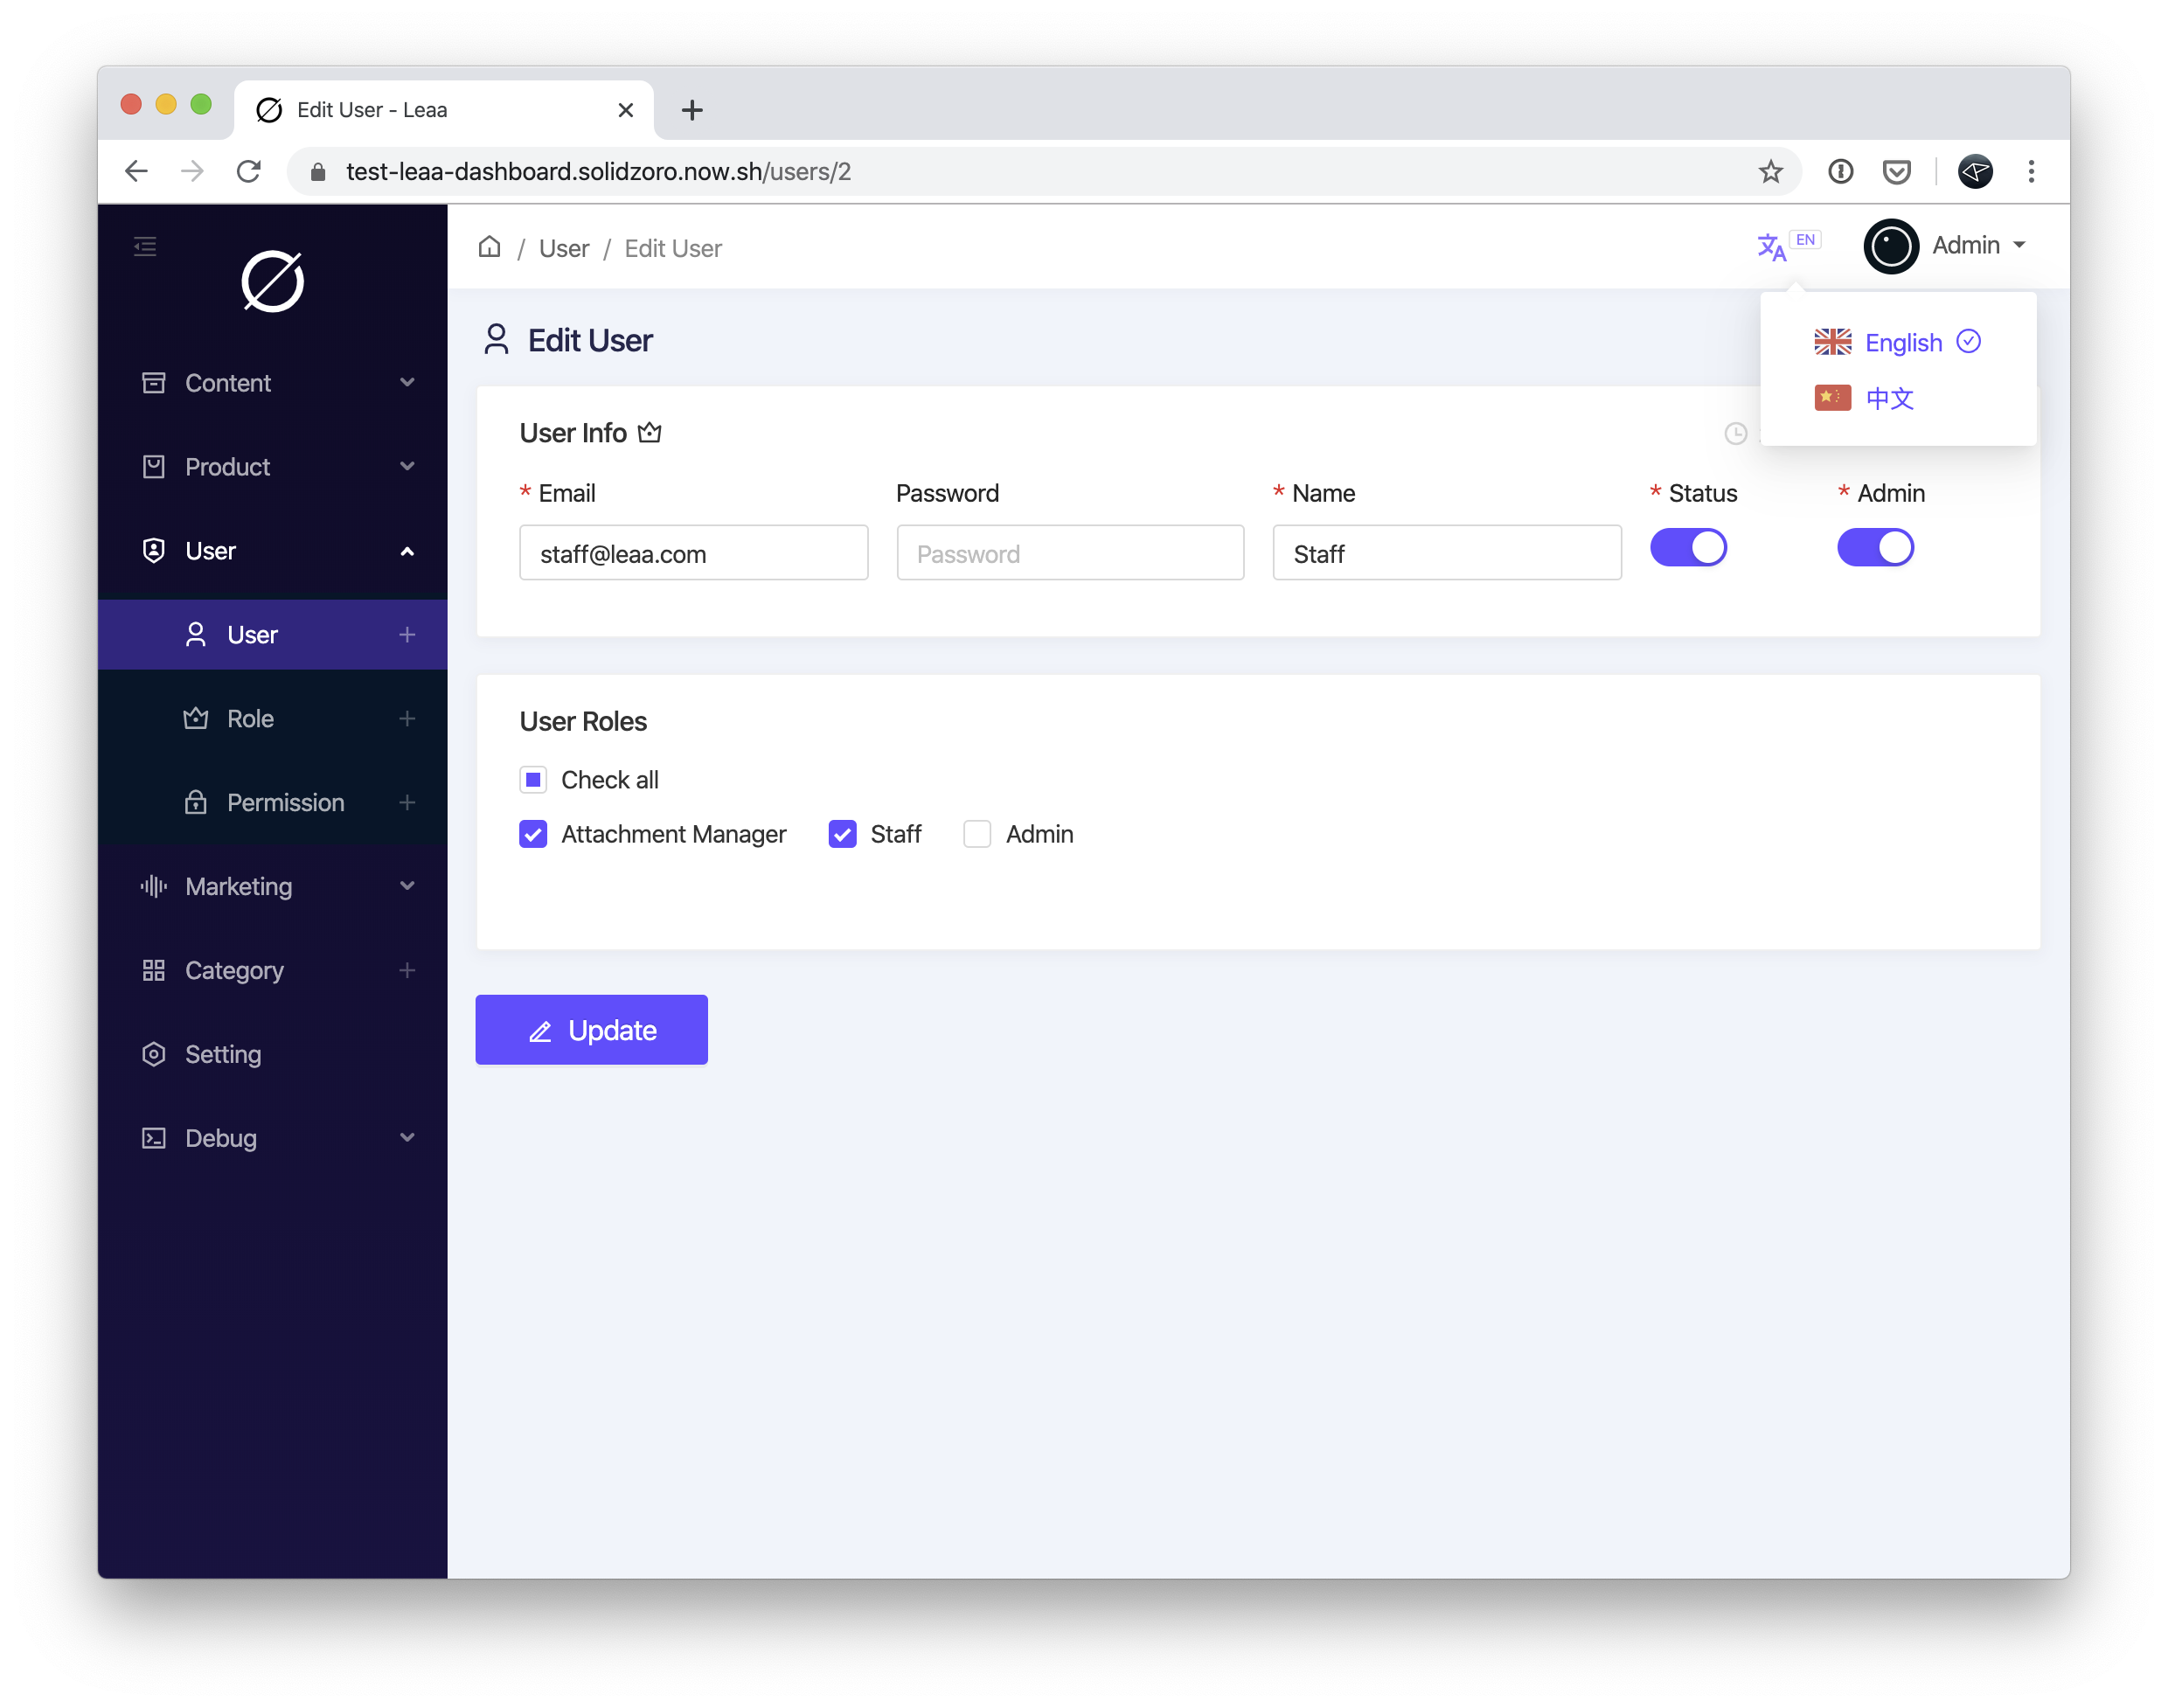 Edit User - Leaa
test-leaa-dashboard.solidzoro.now.sh/users/2
/ User / Edit User
文A EN
Admin
English
中文
Content
Product
User
User
Role
Permission
Marketing
Category
Setting
Debug
Edit User
User Info
* Email
Password
* Name
* Status
* Admin
staff@leaa.com
Password
Staff
User Roles
Check all
Attachment Manager
Staff
Admin
Update